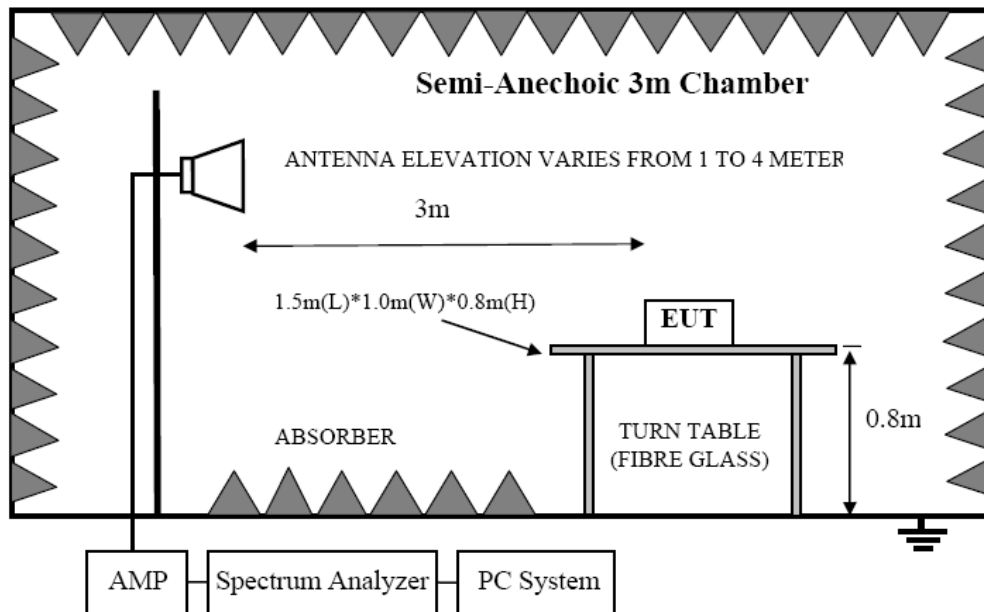 Semi-Anechoic 3m Chamber
ANTENNA ELEVATION VARIES FROM 1 TO 4 METER
3m
1.5m(L)*1.0m(W)*0.8m(H)
EUT
ABSORBER
TURN TABLE
(FIBRE GLASS)
0.8m
AMP
Spectrum Analyzer
PC System